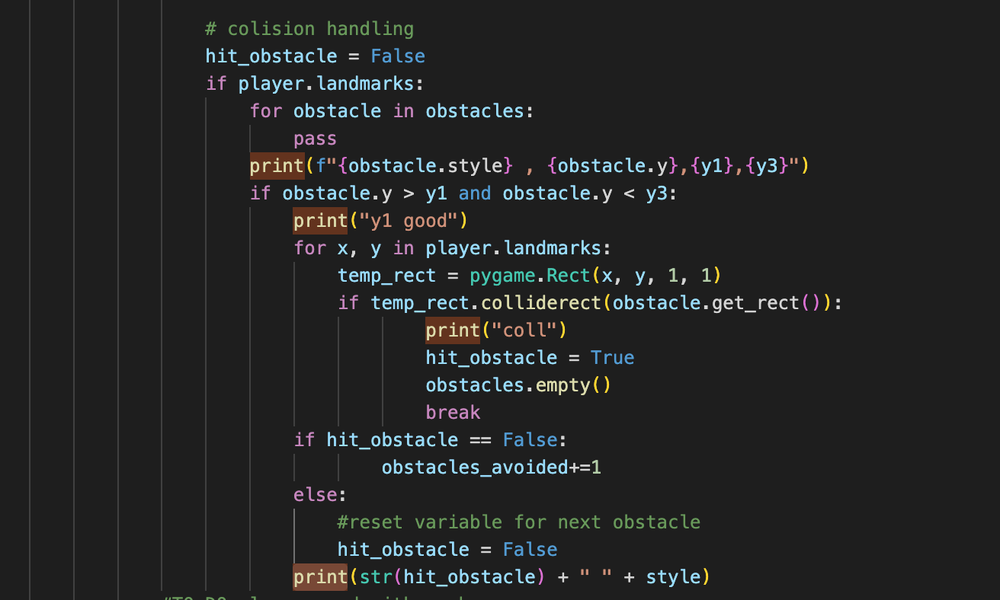 # colision handling
hit_obstacle = False
if player.landmarks:
for obstacle in obstacles:
pass
print(f"{obstacle.style} , {obstacle.y},{y1},{y3}")
if obstacle.y > y1 and obstacle.y < y3:
print("y1 good")
for x, y in player.landmarks:
temp_rect = pygame.Rect(x, y, 1, 1)
if temp_rect.colliderect(obstacle.get_rect()):
print("coll")
hit_obstacle = True
obstacles.empty()
break
if hit_obstacle == False:
obstacles_avoided+=1
else:
#reset variable for next obstacle
hit_obstacle = False
print(str(hit_obstacle) + " " + style)